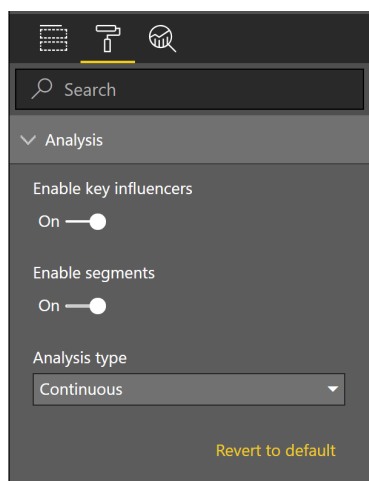 Search
Analysis
Enable key influencers
On
Enable segments
On
Analysis type
Continuous
Revert to default